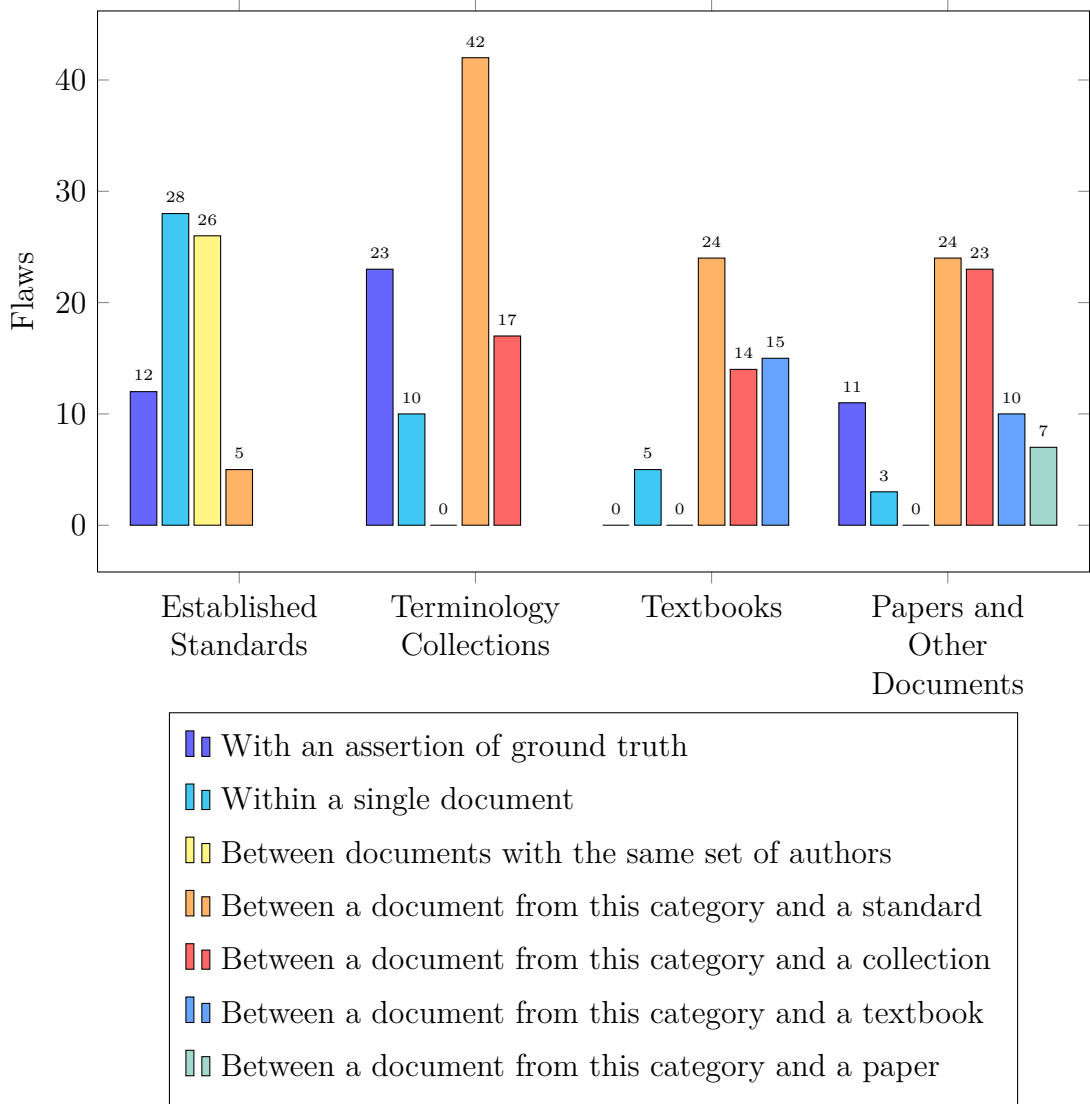 42
40
30
28
26
24
24
23
23
Flaws
20
17
15
14
12
11
10
10
10
7
5
5
3
0
0
0
0
0
Established
Standards
Terminology
Collections
Textbooks
Papers and
Other
Documents
With an assertion of ground truth
Within a single document
Between documents with the same set of authors
Between a document from this category and a standard
Between a document from this category and a collection
Between a document from this category and a textbook
Between a document from this category and a paper